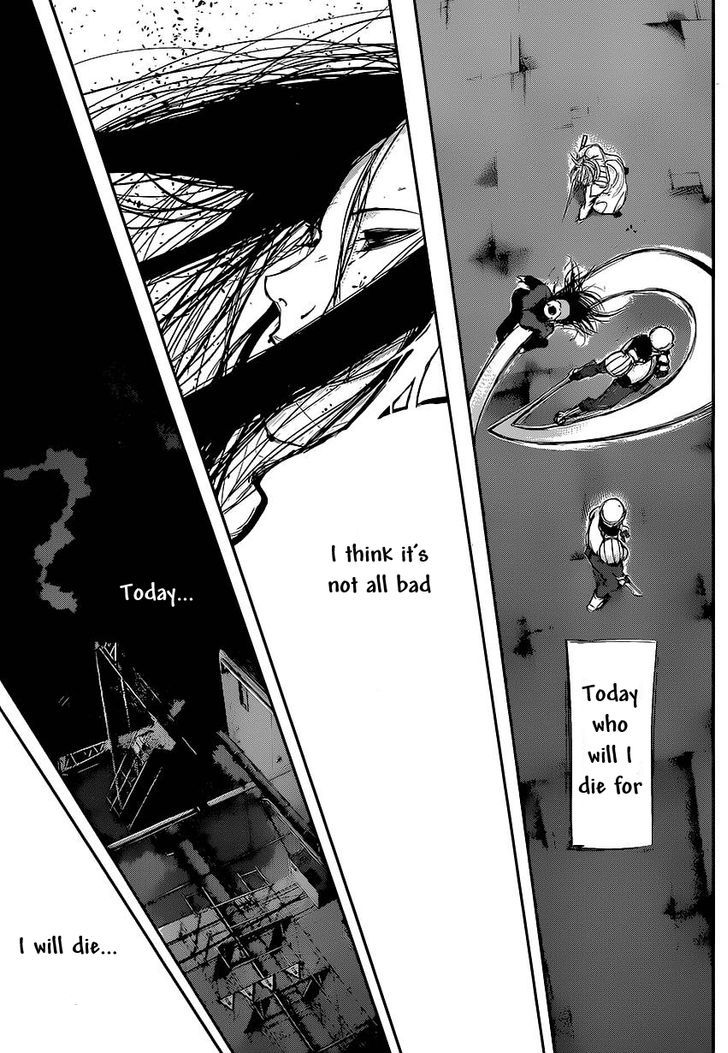 Today
who
will I
die for
I think it's
not all bad
Today...
I will die...